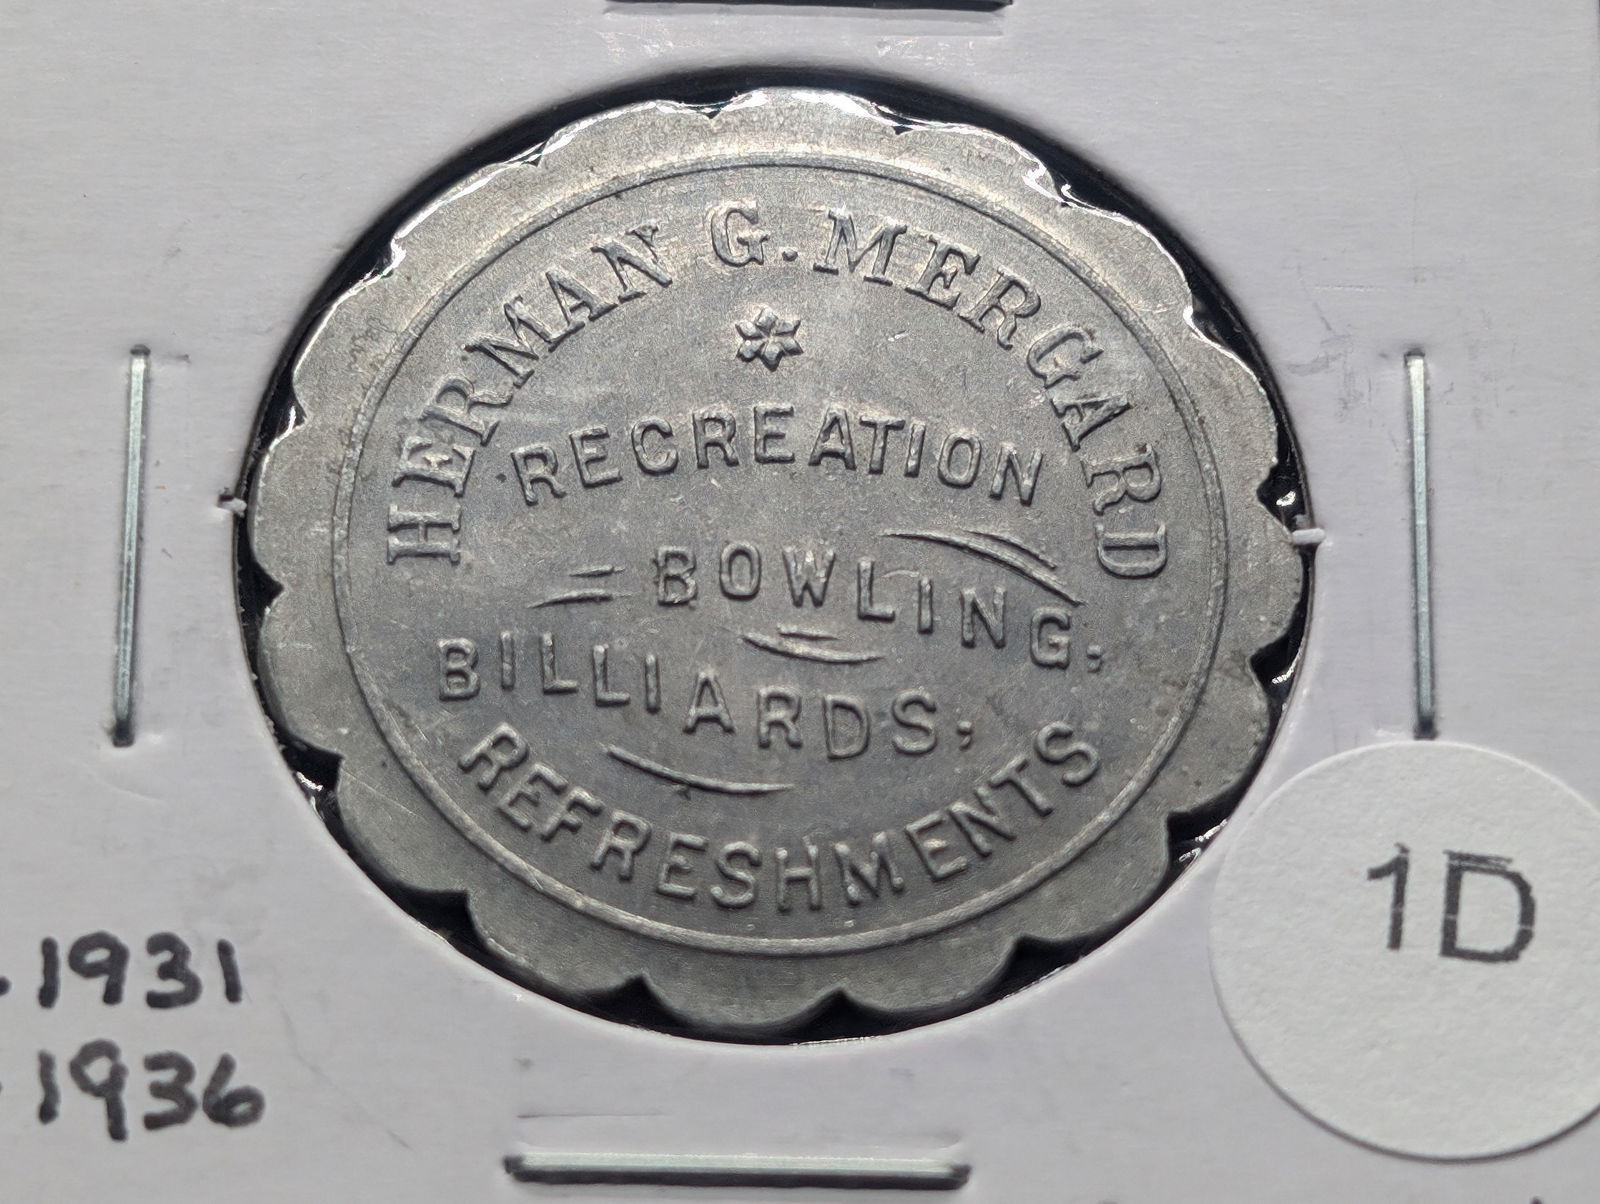 HERMAN G. MERGARD
RECREATION
BOWLING,
BILLIARDS,
REFRESHMENTS
1931
1936
1D